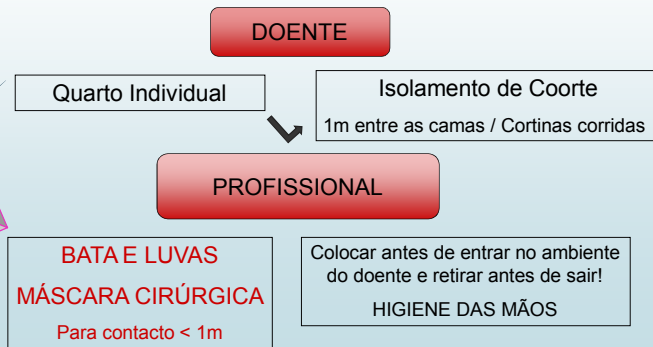 DOENTE
Quarto Individual
Isolamento de Coorte
1m entre as camas / Cortinas corridas
PROFISSIONAL
BATA E LUVAS
MÁSCARA CIRÚRGICA
Para contacto < 1m
Colocar antes de entrar no ambiente
do doente e retirar antes de sair!
HIGIENE DAS MÃOS